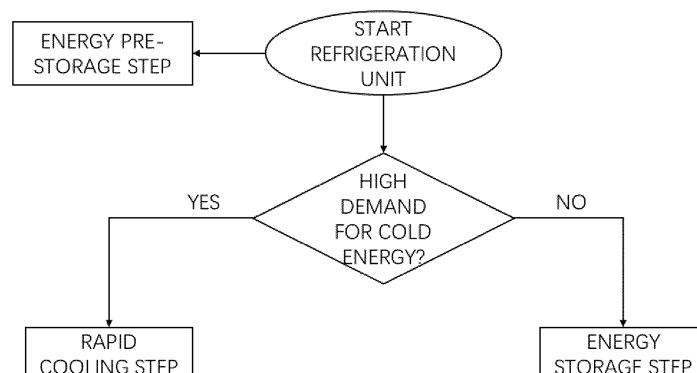 ENERGY PRE-
STORAGE STEP
START
REFRIGERATION
UNIT
HIGH
DEMAND
FOR COLD
ENERGY?
YES
NO
RAPID
COOLING STEP
ENERGY
STORAGE STEP